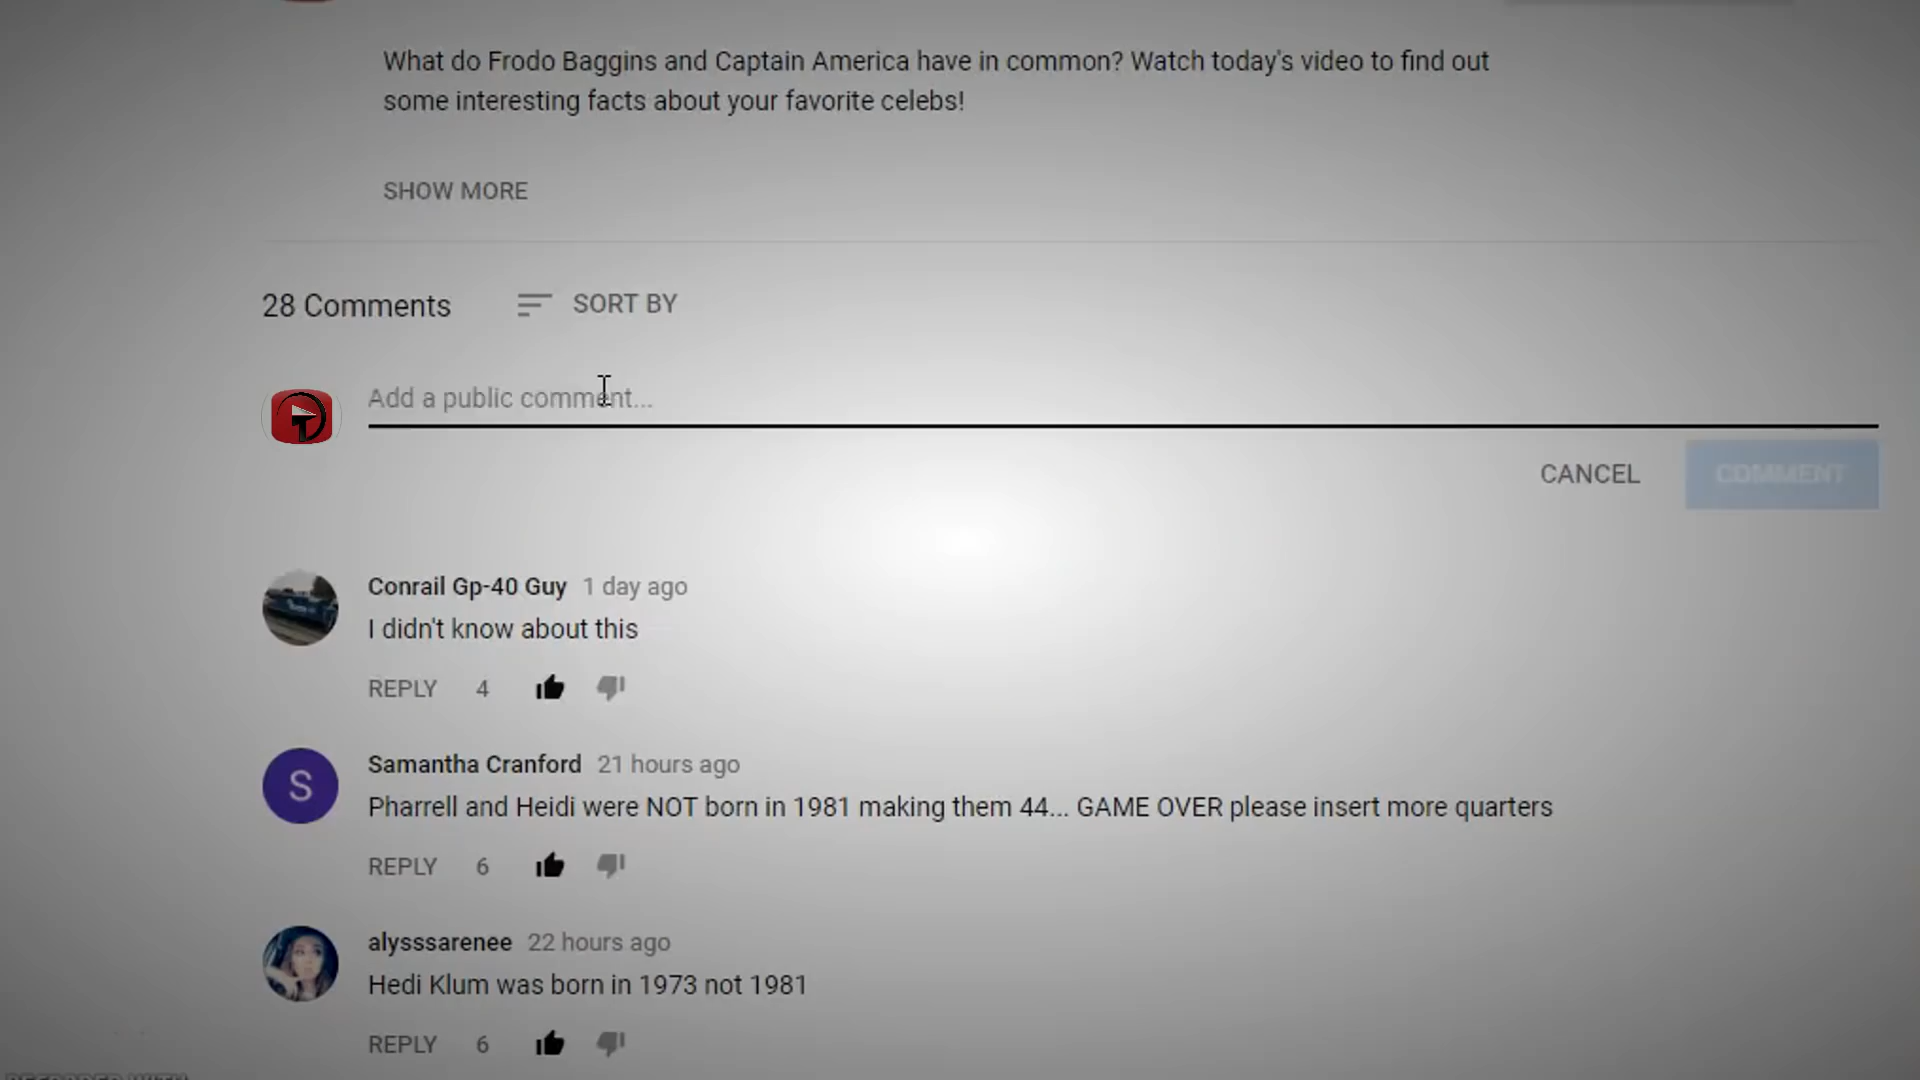 What do Frodo Baggins and Captain America have in common? Watch today's video to find out
some interesting facts about your favorite celebs!
SHOW MORE
28 Comments SORT BY
Add a public comment...
CANCEL COMMENT
Conrail Gp-40 Guy 1 day ago
I didn't know about this
REPLY 4
S
Samantha Cranford 21 hours ago
Pharrell and Heidi were NOT born in 1981 making them 44... GAME OVER please insert more quarters
REPLY 6
alysssarenee 22 hours ago
Hedi Klum was born in 1973 not 1981
REPLY 6